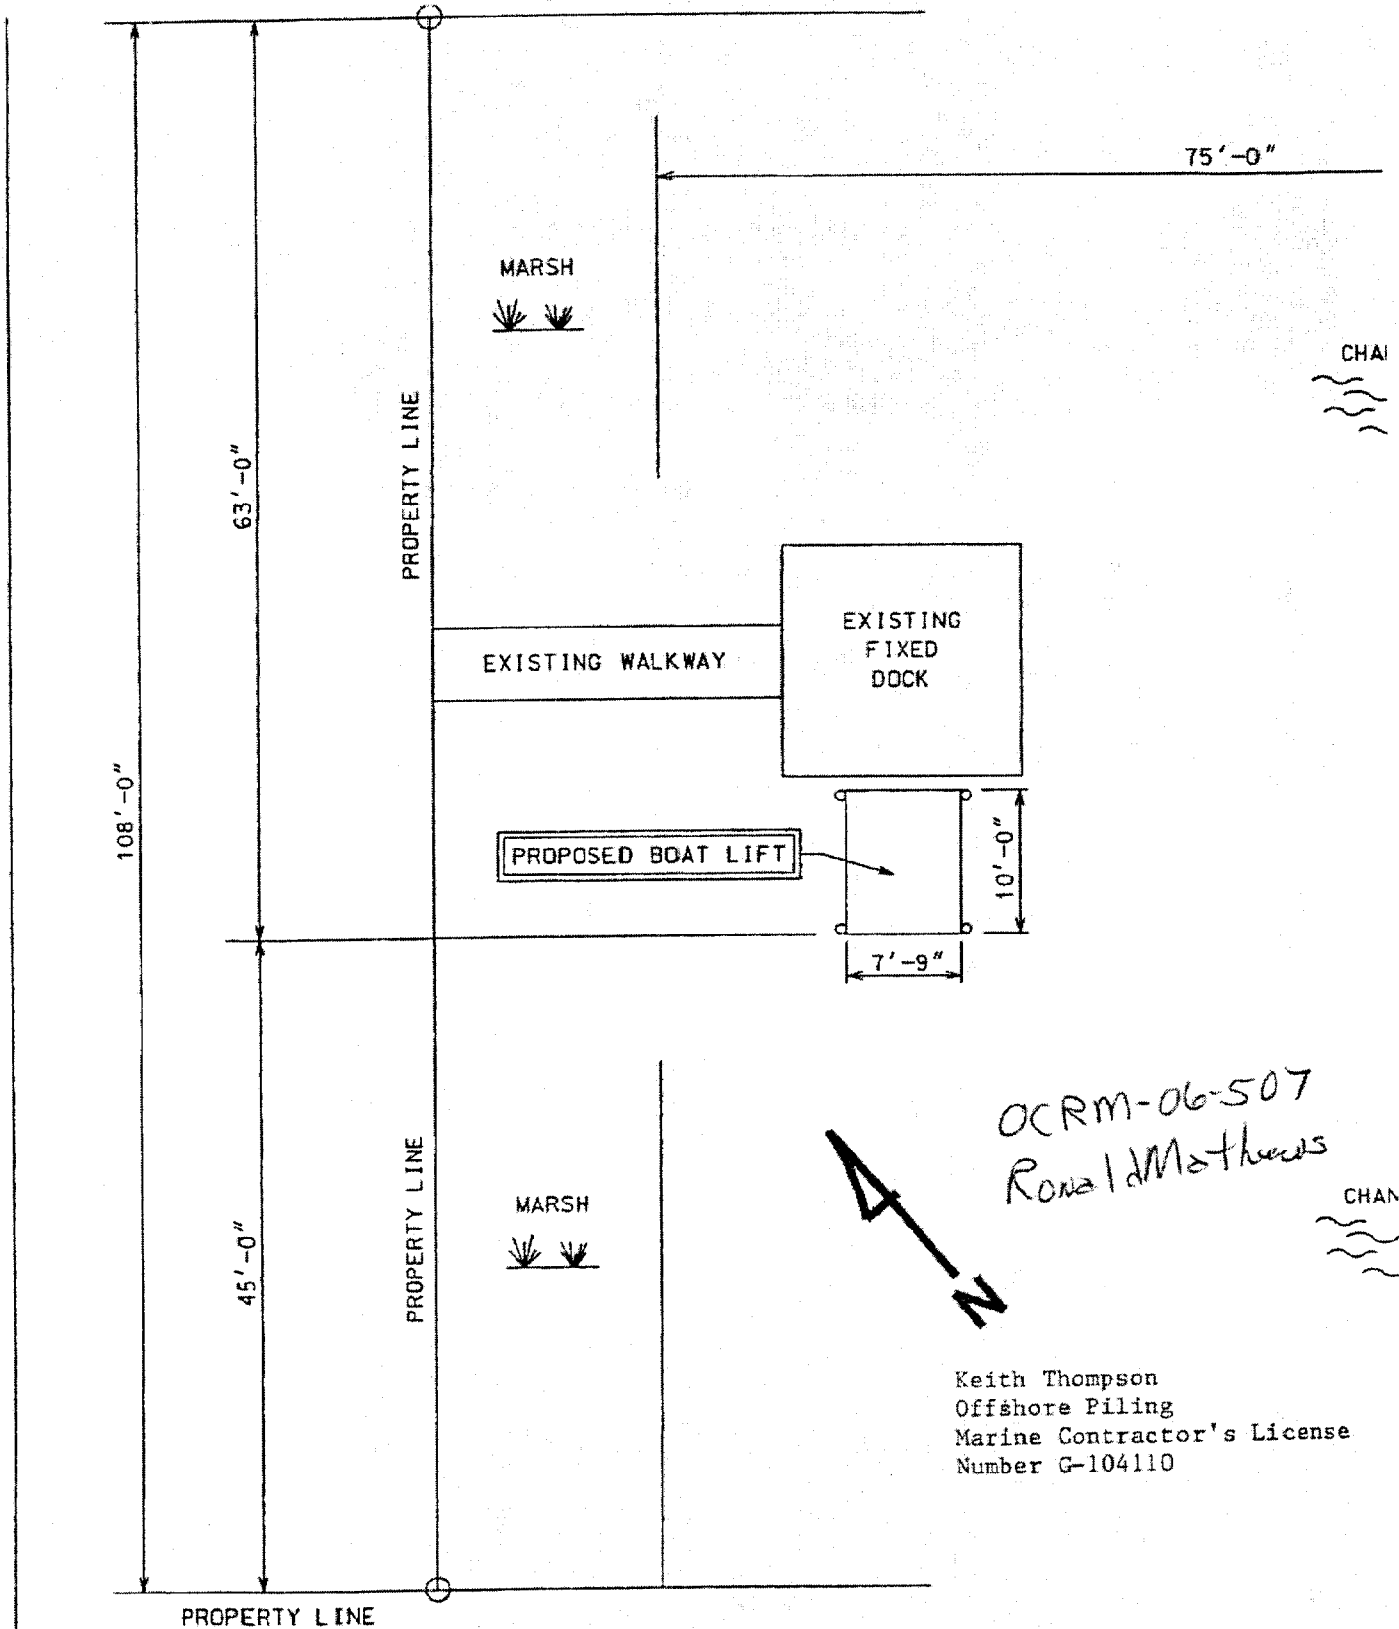 75'-0"
MARSH
CHA
63'-0"
PROPERTY LINE
EXISTING
FIXED
DOCK
EXISTING WALKWAY
108'-0"
PROPOSED BOAT LIFT
10'-0"
7'-9"
OCRM-06-507
Ronald Mathews
PROPERTY LINE
MARSH
CHAN
45'-0"
N
Keith Thompson
Offshore Piling
Marine Contractor's License
Number G-104110
PROPERTY LINE